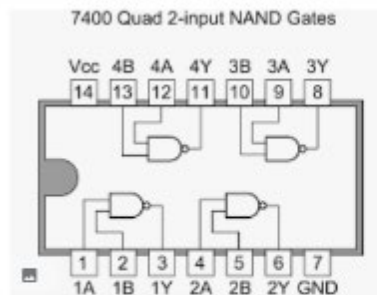 7400 Quad 2-input NAND Gates
Vcc 4B 4A 4Y 3B 3A 3Y
14 13 12 11 10 9 8
1 2 3 4 5 6 7
1A 1B 1Y 2A 2B 2Y GND